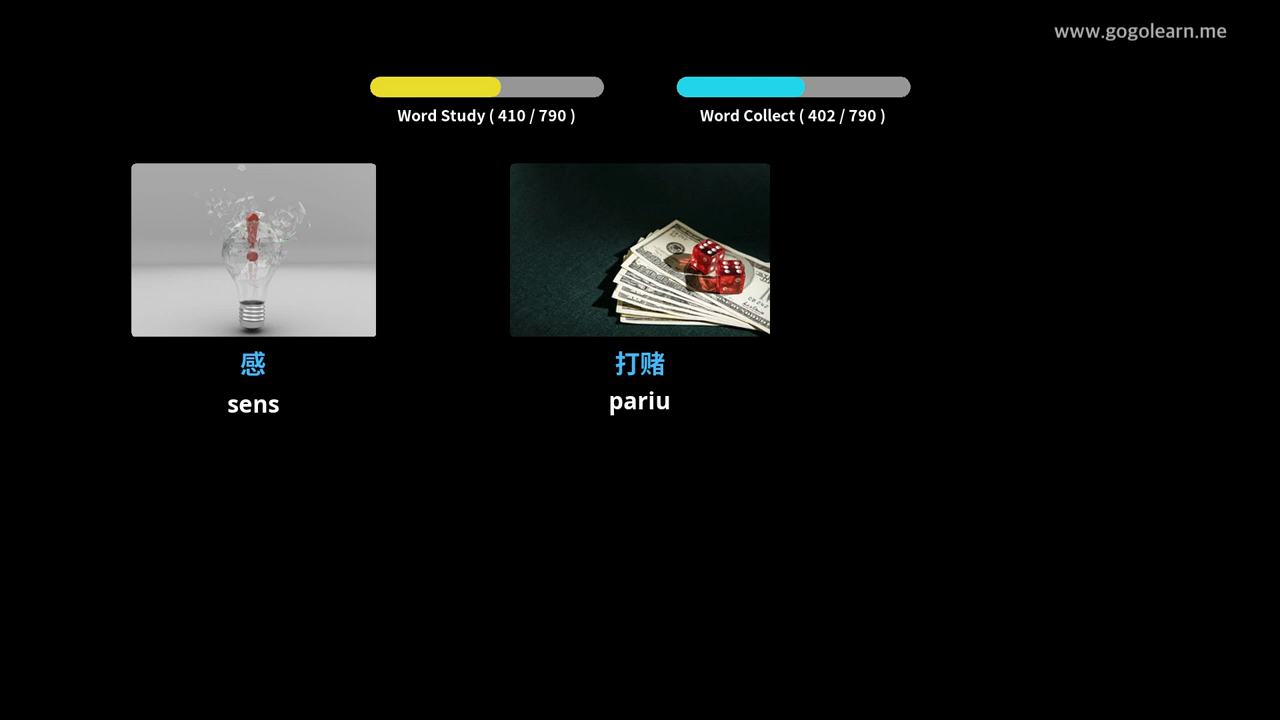 www.gogolearn.me
Word Study ( 410 / 790 )
Word Collect ( 402 / 790 )
感
sens
打赌
pariu